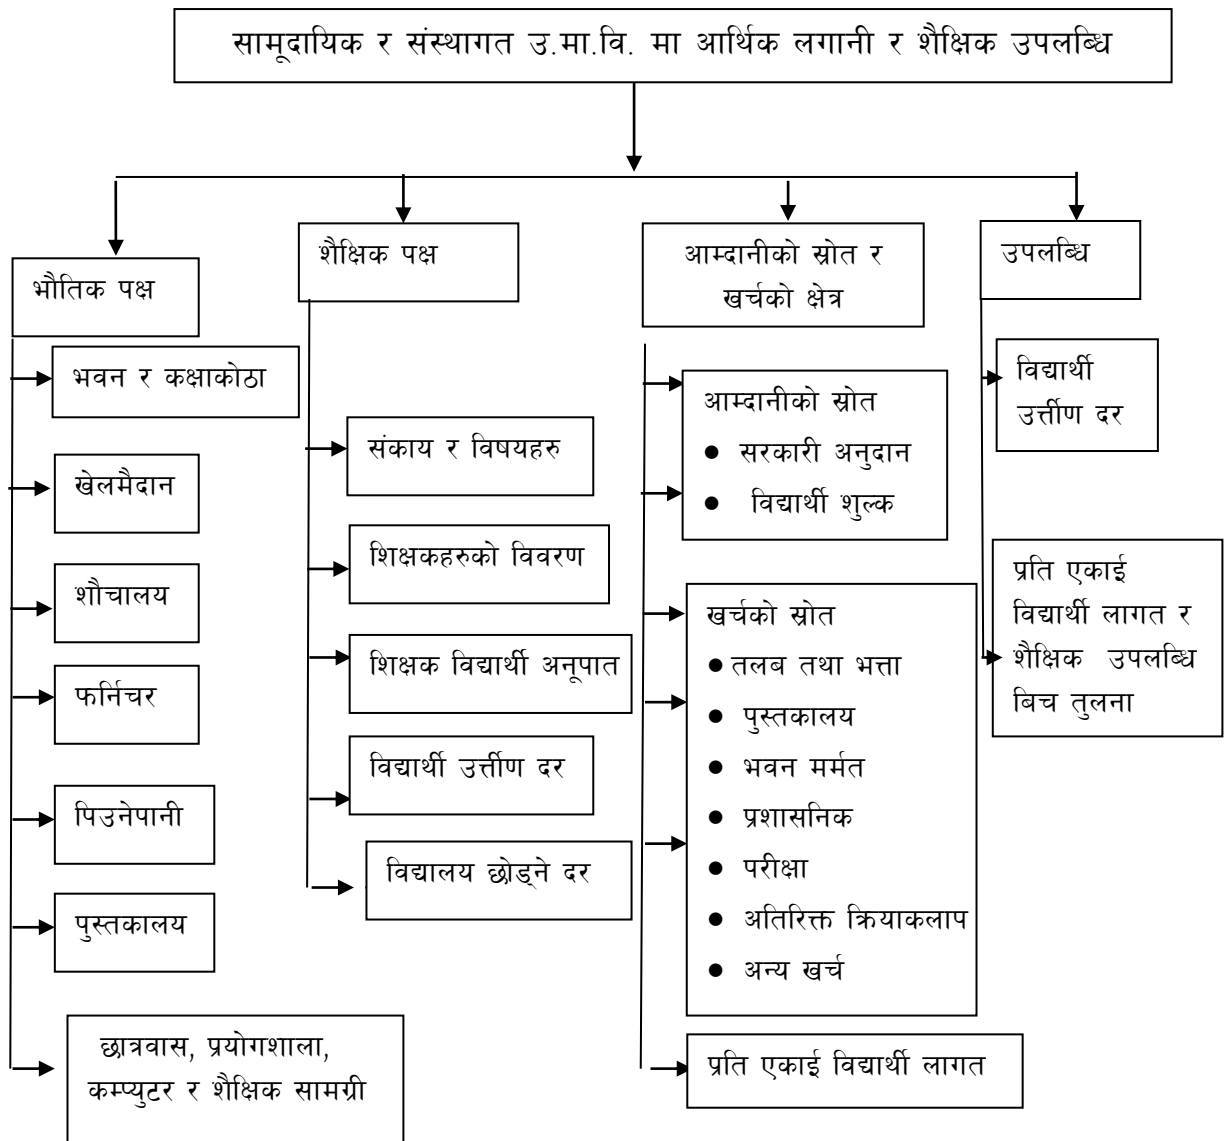 सामूदायिक र संस्थागत उ.मा.वि. मा आर्थिक लगानी र शैक्षिक उपलब्धि
भौतिक पक्ष
भवन र कक्षाकोठा
खेलमैदान
शौचालय
फर्निचर
पिउनेपानी
पुस्तकालय
छात्रवास, प्रयोगशाला,
कम्प्युटर र शैक्षिक सामग्री
शैक्षिक पक्ष
संकाय र विषयहरु
शिक्षकहरुको विवरण
शिक्षक विद्यार्थी अनूपात
विद्यार्थी उर्त्तीण दर
विद्यालय छोड्ने दर
आम्दानीको स्रोत र
खर्चको क्षेत्र
आम्दानीको स्रोत
● सरकारी अनुदान
● विद्यार्थी शुल्क
खर्चको स्रोत
● तलब तथा भत्ता
● पुस्तकालय
● भवन मर्मत
● प्रशासनिक
● परीक्षा
● अतिरिक्त क्रियाकलाप
● अन्य खर्च
प्रति एकाई विद्यार्थी लागत
उपलब्धि
विद्यार्थी
उर्त्तीण दर
प्रति एकाई
विद्यार्थी लागत र
शैक्षिक उपलब्धि
बिच तुलना